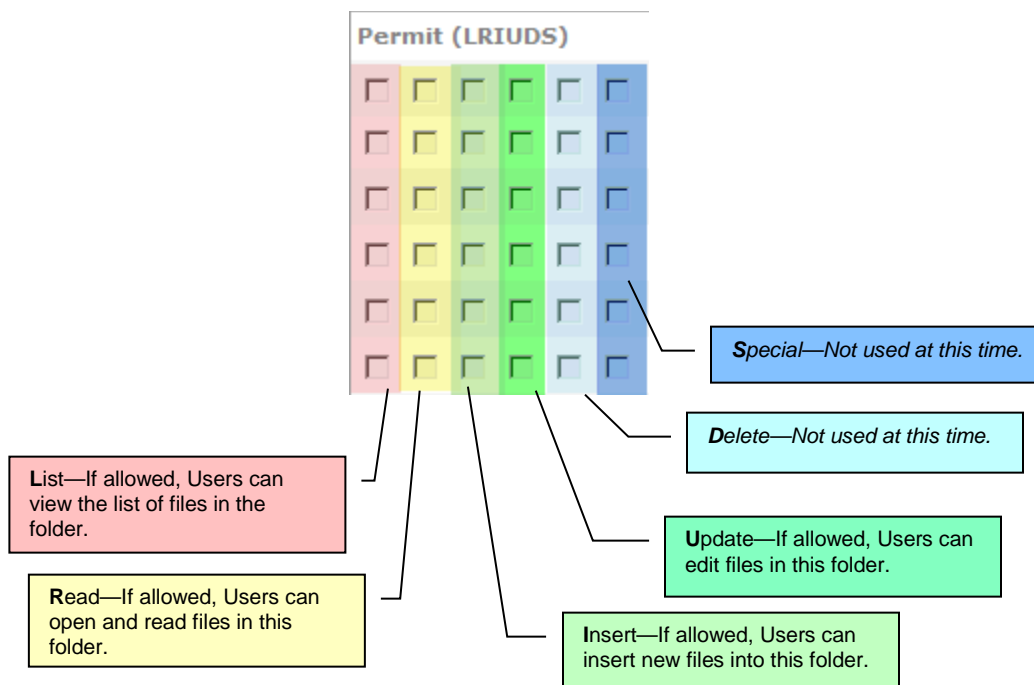 Permit (LRIUDS)
Special—Not used at this time.
Delete—Not used at this time.
List—If allowed, Users can
view the list of files in the
folder.
Update—If allowed, Users can
edit files in this folder.
Read—If allowed, Users can
open and read files in this
folder.
Insert—If allowed, Users can
insert new files into this folder.